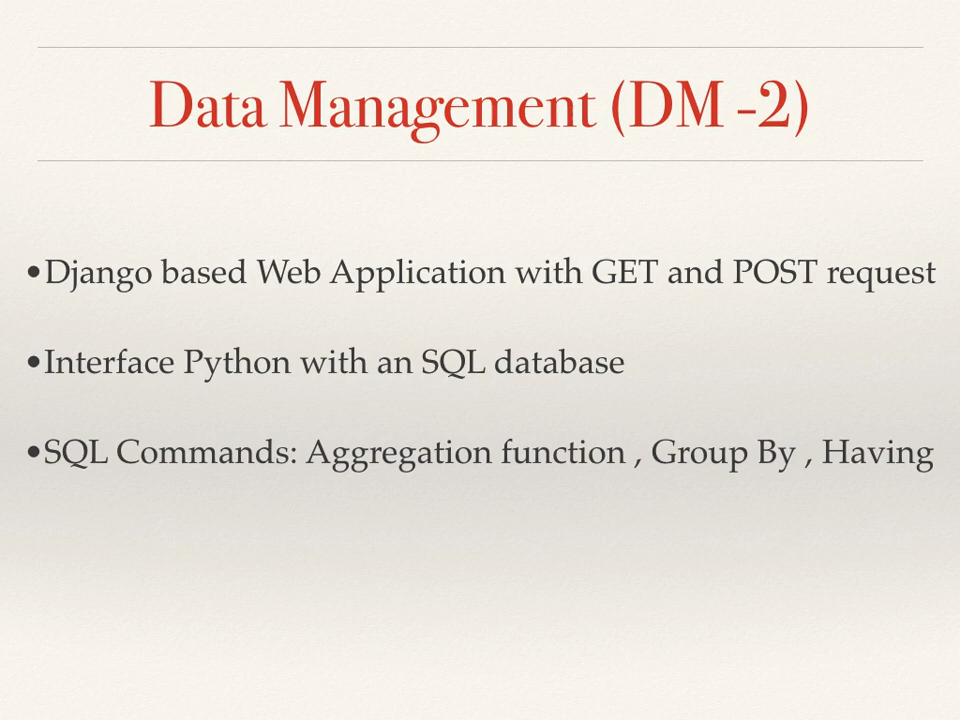 Data Management (DM -2)
•Django based Web Application with GET and POST request
•Interface Python with an SQL database
•SQL Commands: Aggregation function , Group By , Having